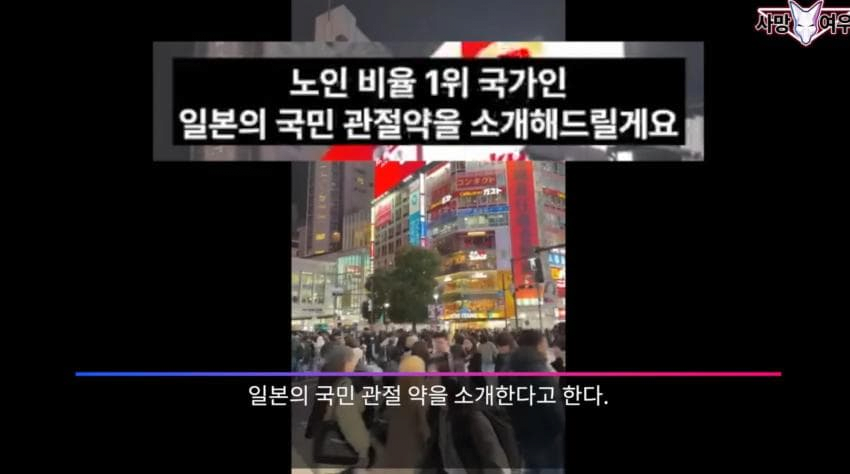 사망
여우
노인 비율 1위 국가인
일본의 국민 관절약을 소개해드릴게요
コンタクト
ガスト
일본의 국민 관절 약을 소개한다고 한다.